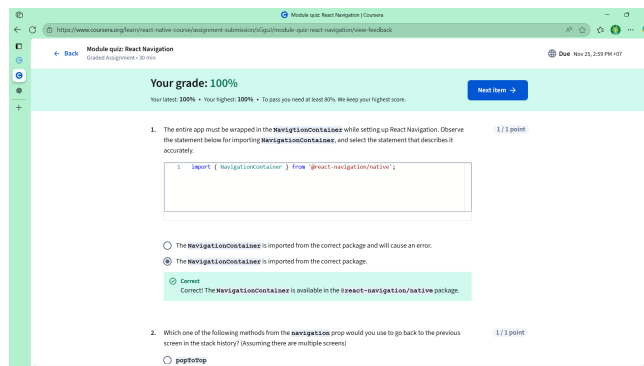 Module quiz: React Navigation | Coursera
https://www.coursera.org/learn/react-native-course/assignment-submission/sGguI/module-quiz-react-navigation/view-feedback
← Back
Module quiz: React Navigation
Graded Assignment • 30 min
Due Nov 25, 2:59 PM +07
Your grade: 100%
Your latest: 100% • Your highest: 100% • To pass you need at least 80%. We keep your highest score.
Next item →
1. The entire app must be wrapped in the NavigtionContainer while setting up React Navigation. Observe
the statement below for importing NavigationContainer, and select the statement that describes it
accurately.
1 / 1 point
1 import { NavigationContainer } from '@react-navigation/native';
The NavigationContainer is imported from the correct package and will cause an error.
The NavigationContainer is imported from the correct package.
Correct
Correct! The NavigationContainer is available in the @react-navigation/native package.
2. Which one of the following methods from the navigation prop would you use to go back to the previous
screen in the stack history? (Assuming there are multiple screens)
1 / 1 point
popToTop